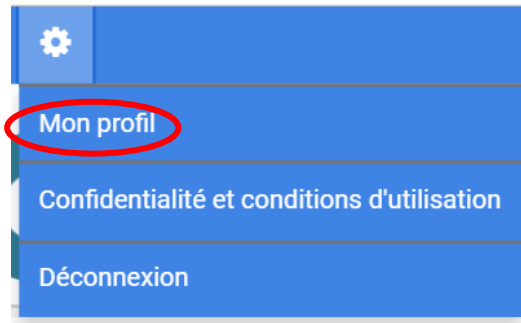 Mon profil
Confidentialité et conditions d'utilisation
Déconnexion